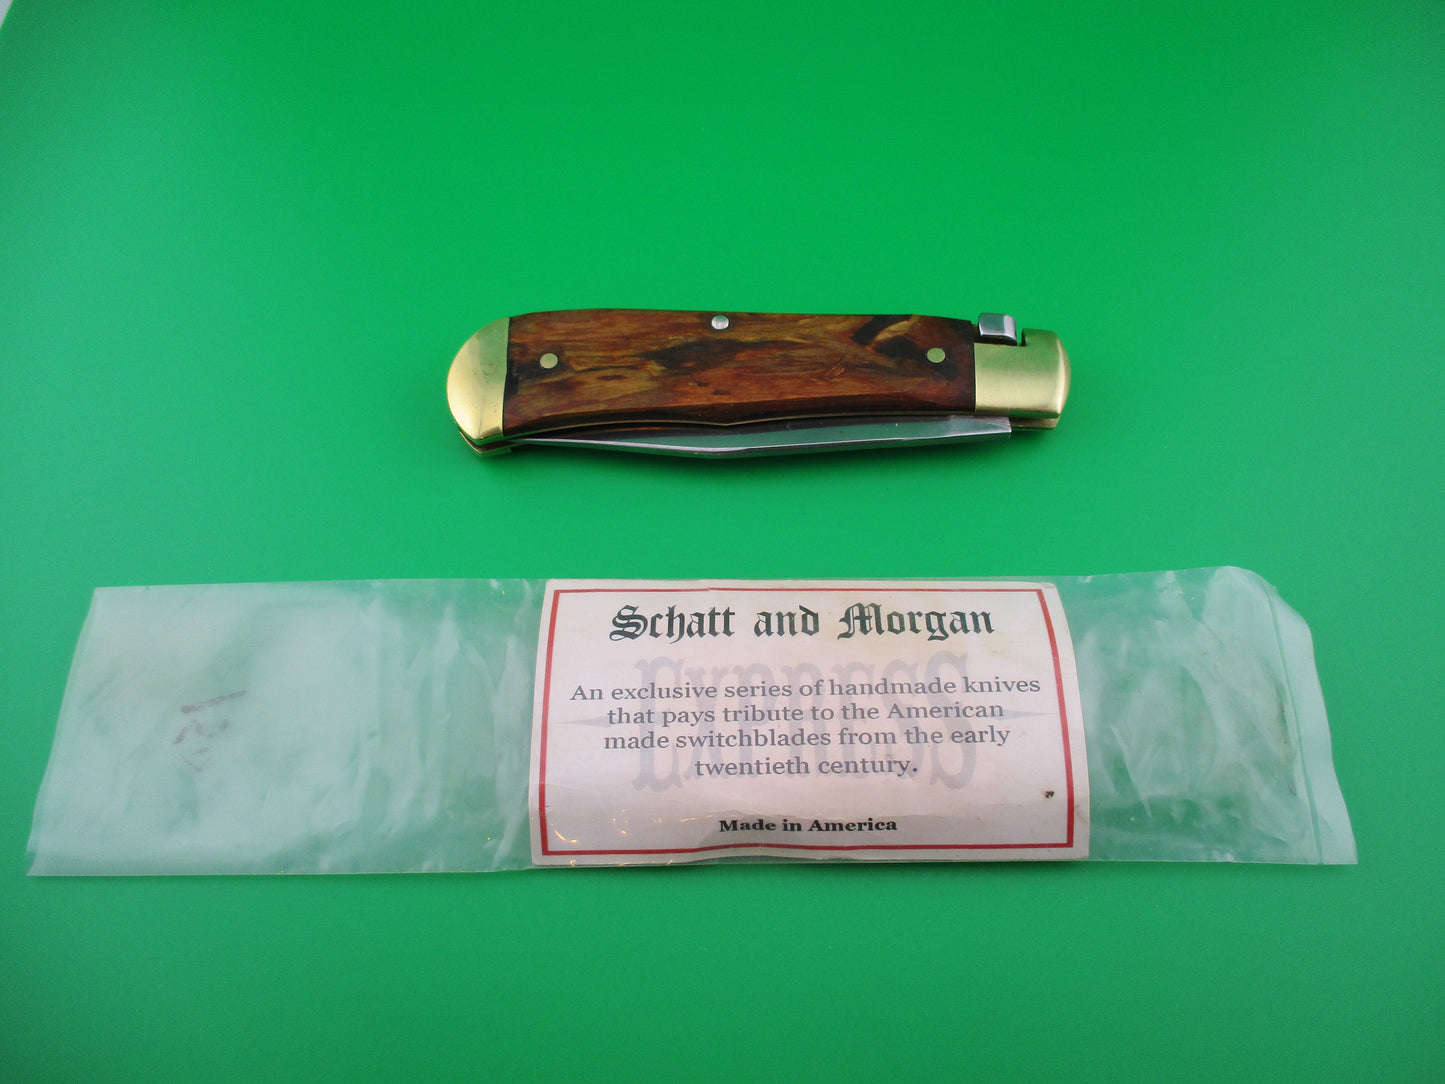 Schatt and Morgan
An exclusive series of handmade knives
that pays tribute to the American
made switchblades from the early
twentieth century.
Made in America